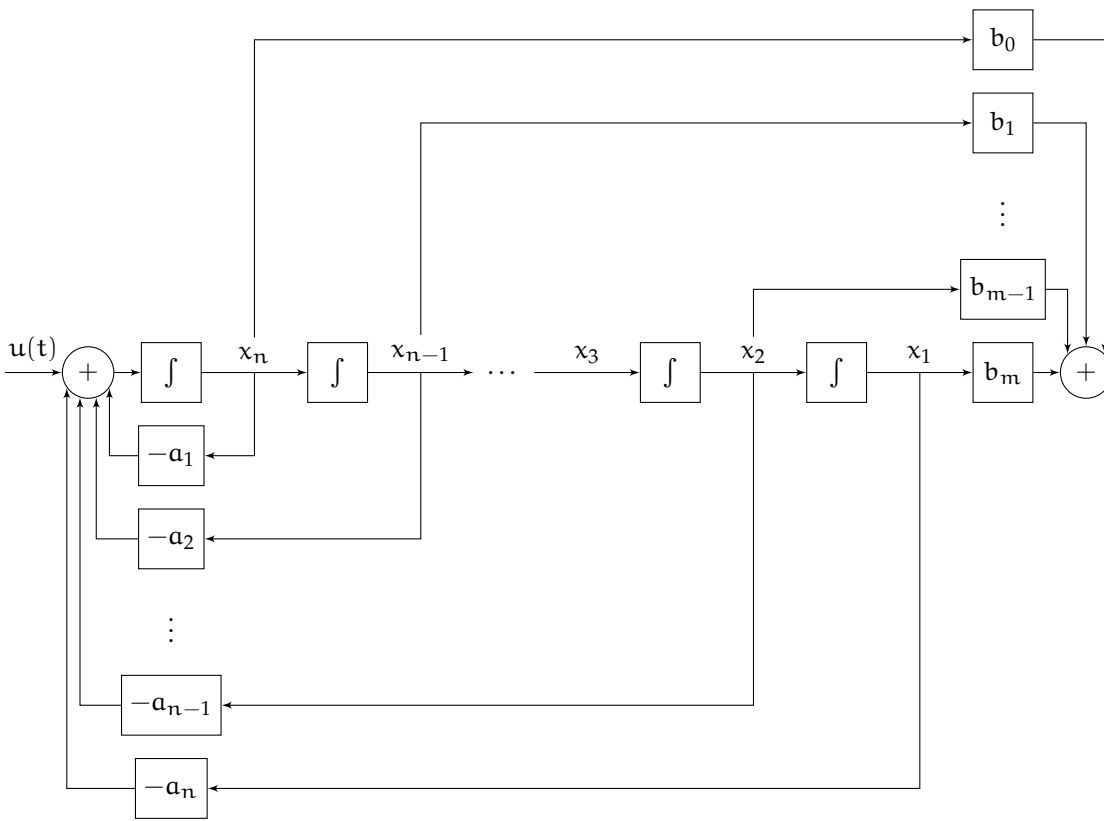 b₀
b₁
⋮
bₘ₋₁
u(t)
+
∫
xₙ
∫
xₙ₋₁
⋯
x₃
∫
x₂
∫
x₁
bₘ
+
−a₁
−a₂
⋮
−aₙ₋₁
−aₙ